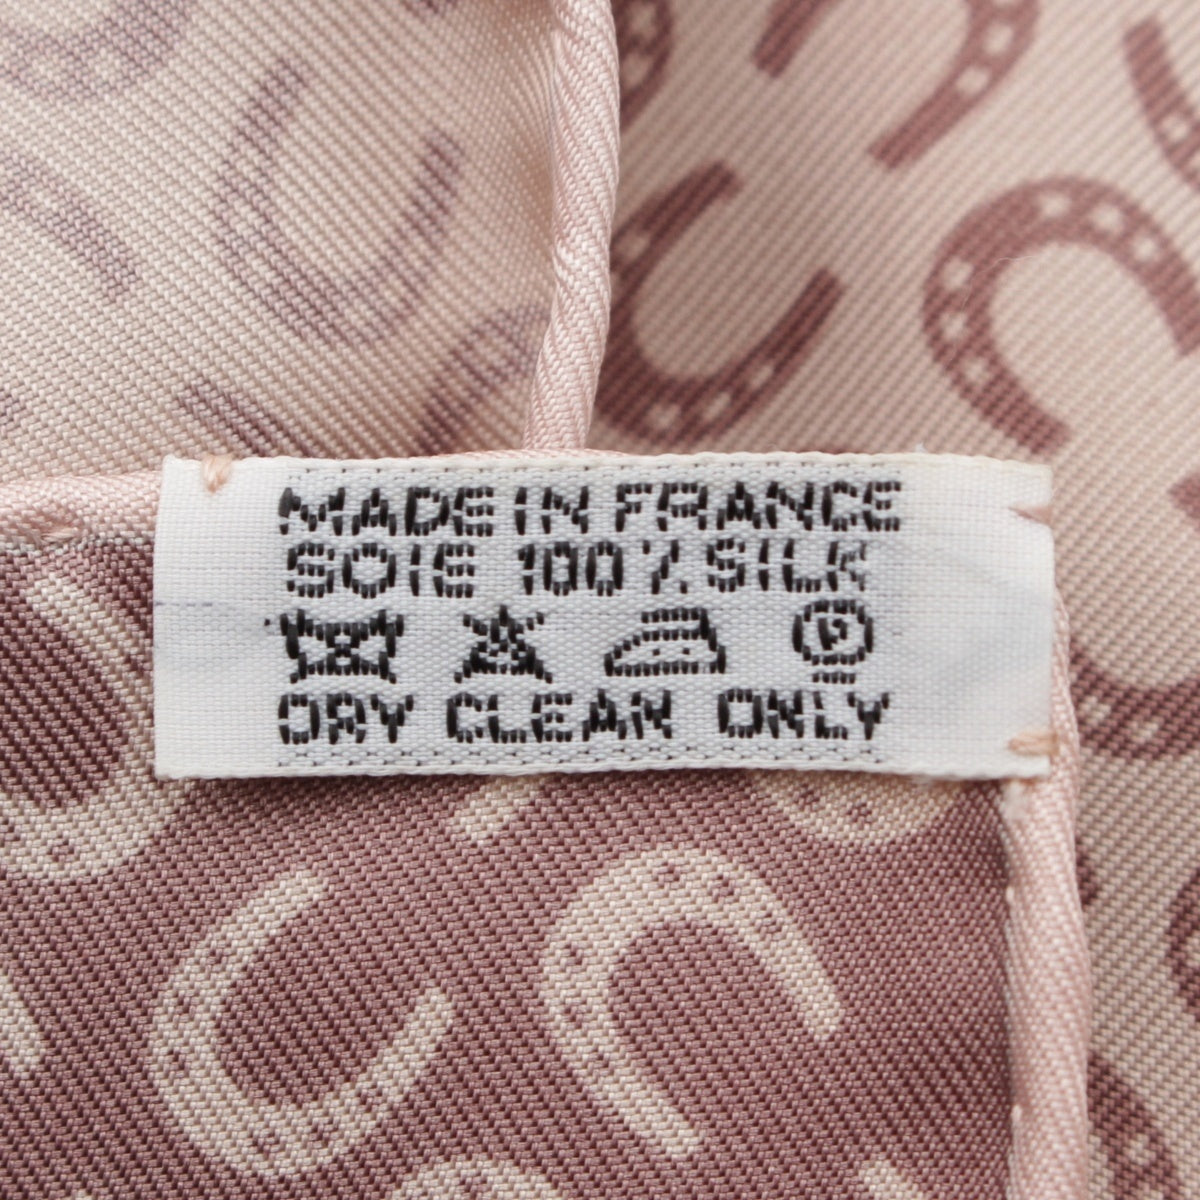 MADE IN FRANCE
SOIE 100% SILK
P
DRY CLEAN ONLY